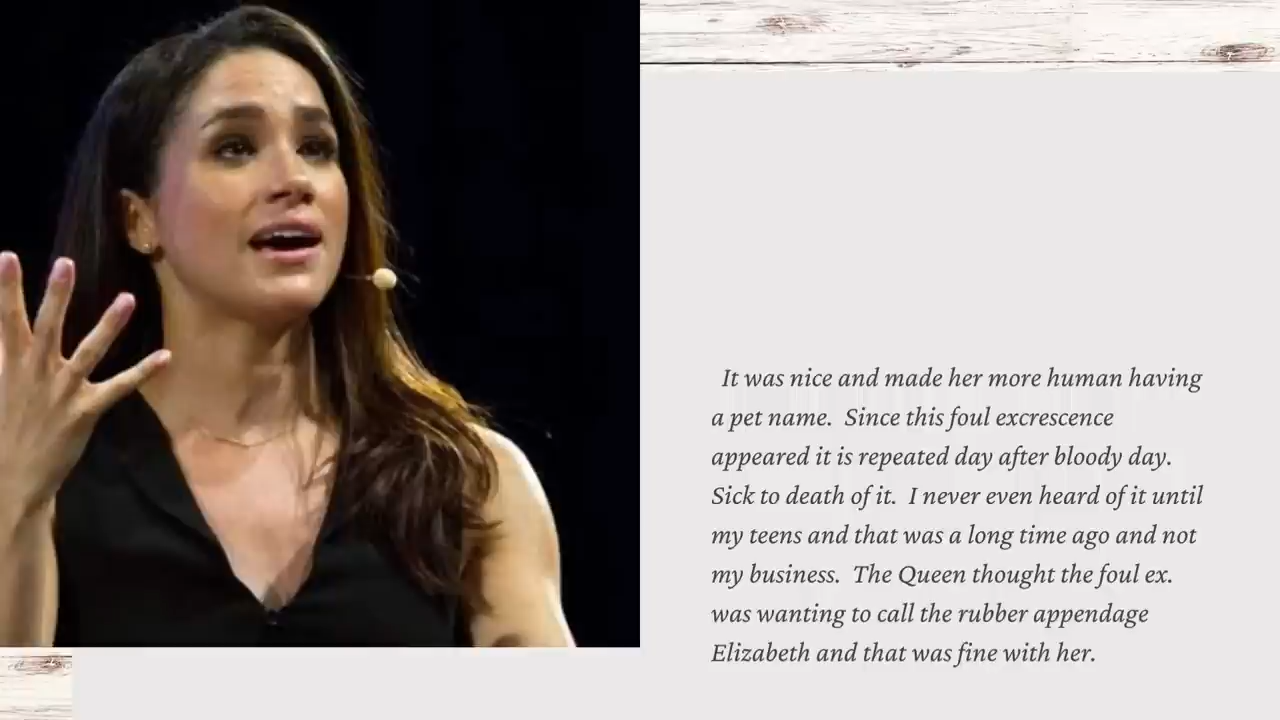 It was nice and made her more human having
a pet name. Since this foul excrescence
appeared it is repeated day after bloody day.
Sick to death of it. I never even heard of it until
my teens and that was a long time ago and not
my business. The Queen thought the foul ex.
was wanting to call the rubber appendage
Elizabeth and that was fine with her.